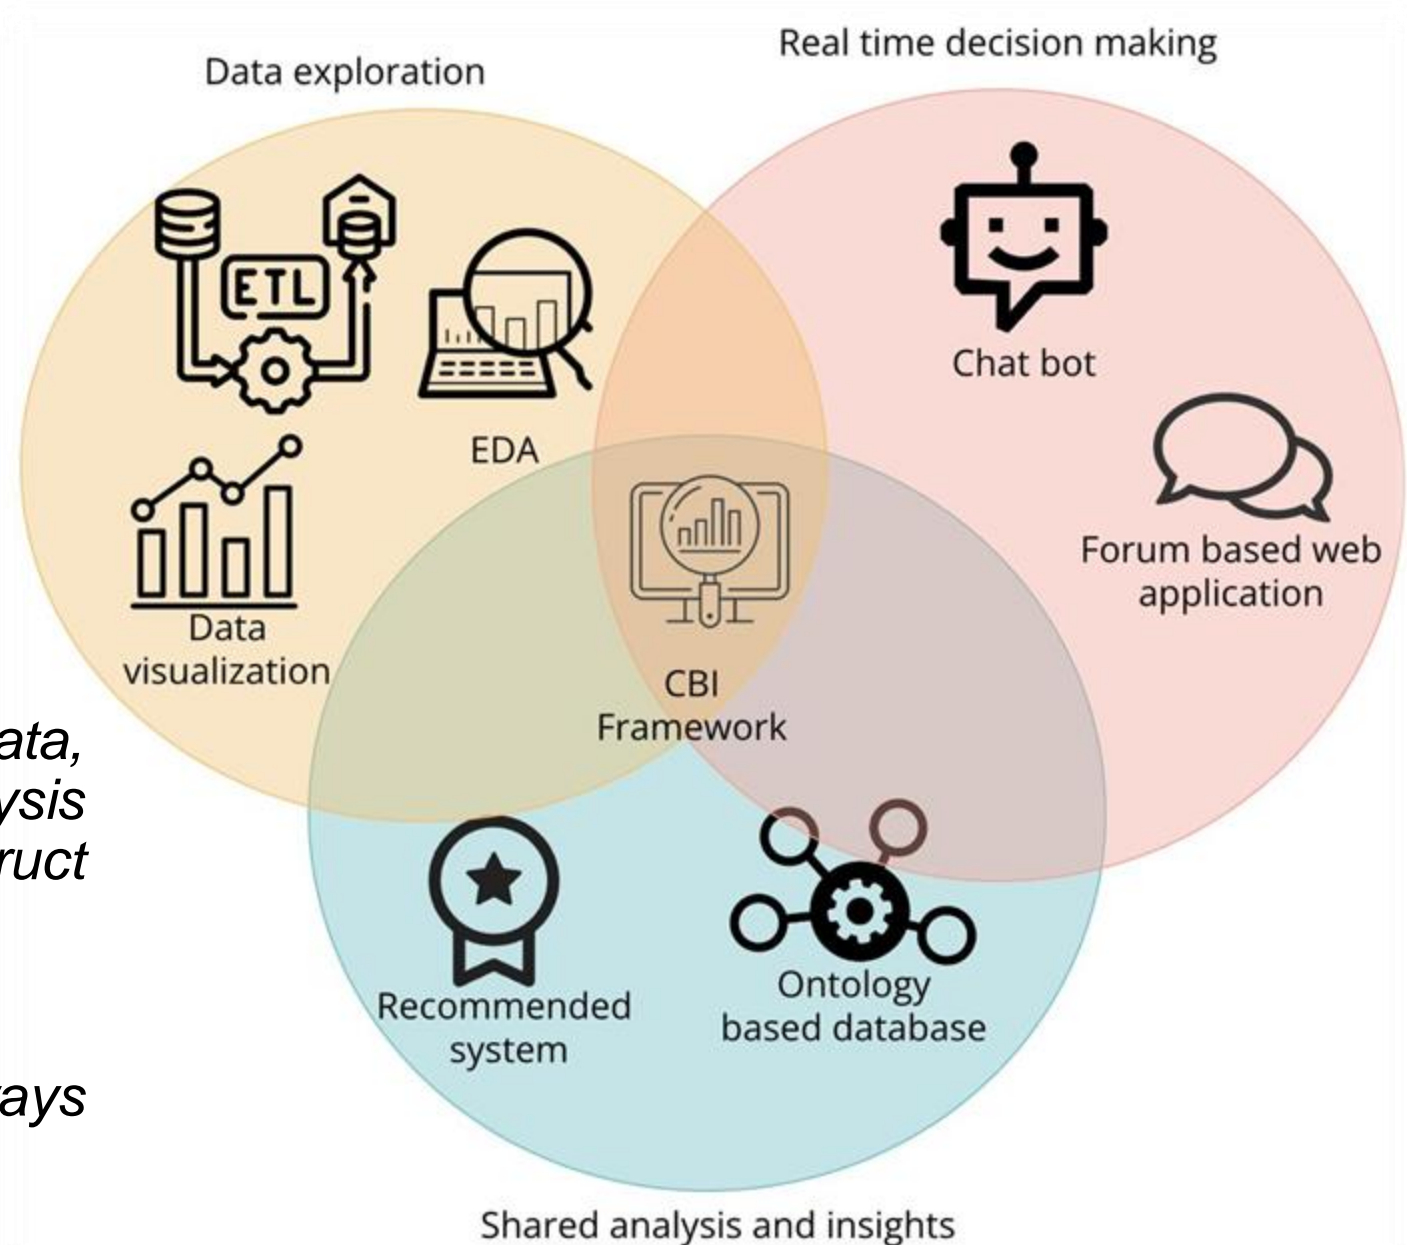 Data exploration
Real time decision making
ETL
EDA
Chat bot
Forum based web
application
Data
visualization
CBI
Framework
ata,
ysis
ruct
ays
Recommended
system
Ontology
based database
Shared analysis and insights